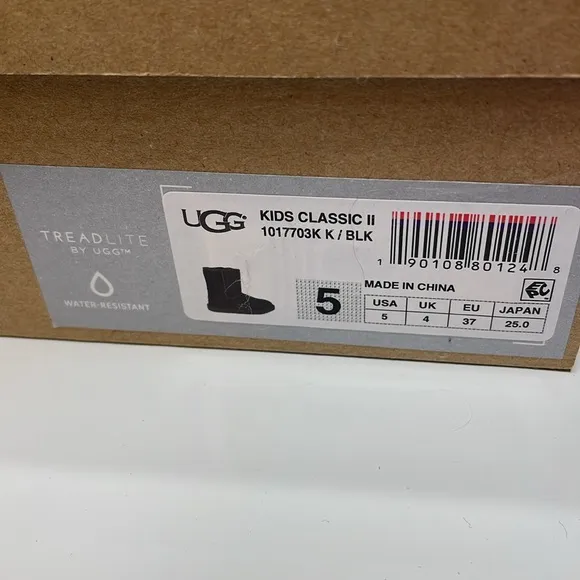 TREADLITE
BY UGG™
WATER-RESISTANT
UGG®
KIDS CLASSIC II
1017703K K / BLK
1 90108 80124 8
5
MADE IN CHINA
USA UK EU JAPAN
5 4 37 25.0